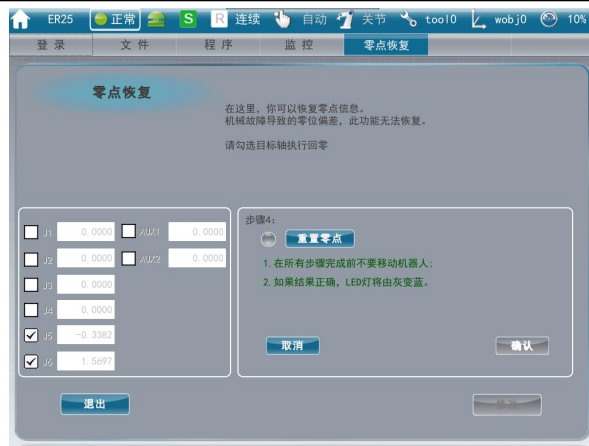 ER25 正常 S R 连续 自动 关节 tool0 wobj0 10%
登录 文件 程序 监控 零点恢复
零点恢复
在这里，你可以恢复零点信息。
机械故障导致的零位偏差，此功能无法恢复。
请勾选目标轴执行回零
J1 0.0000 AUX1 0.0000
J2 0.0000 AUX2 0.0000
J3 0.0000
J4 0.0000
J5 -0.3382
J6 1.5697
步骤4：
重置零点
1. 在所有步骤完成前不要移动机器人；
2. 如果结果正确，LED灯将由灰变蓝。
取消 确认
退出